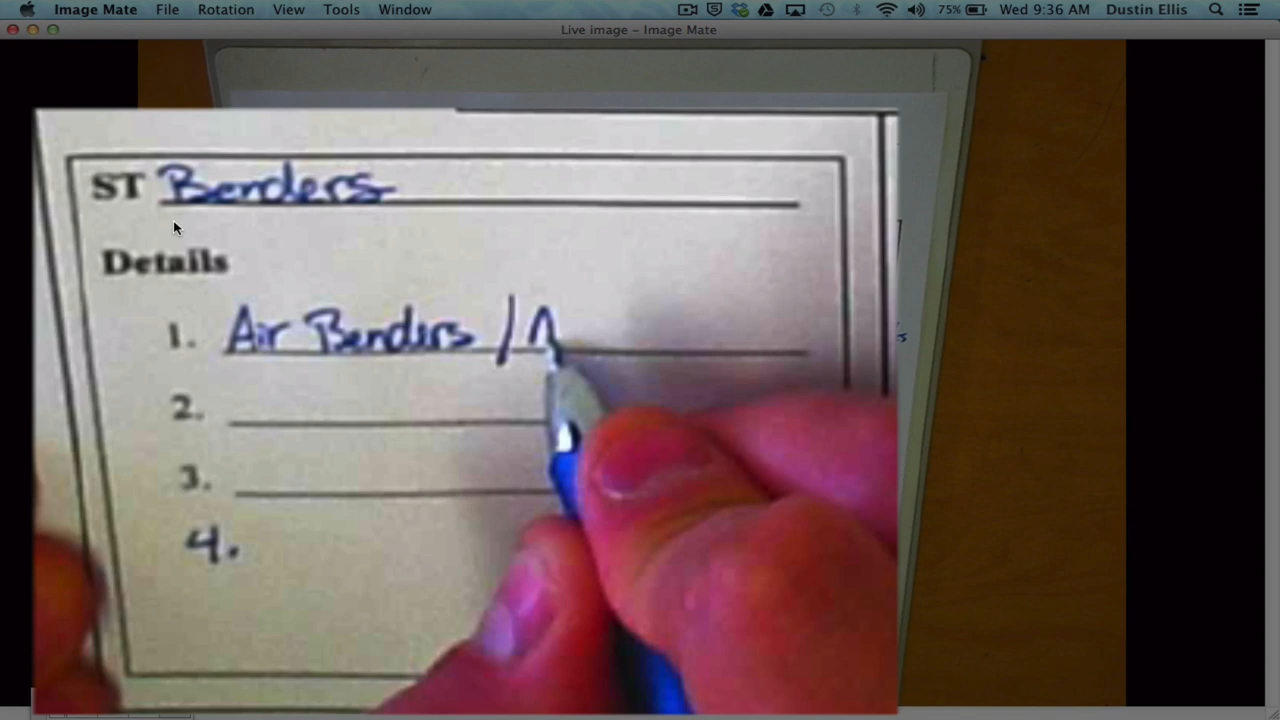 Image Mate File Rotation View Tools Window 75% Wed 9:36 AM Dustin Ellis
Live image – Image Mate
ST Benders
Details
1. Air Benders /
2.
3.
4.